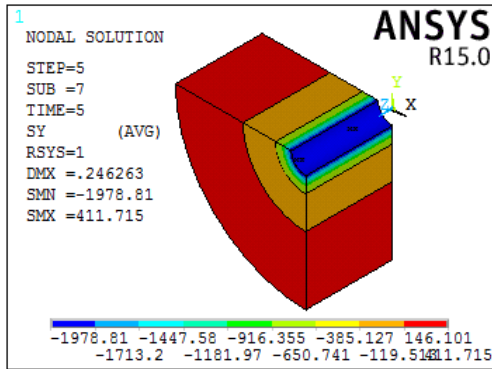 1
ANSYS
R15.0
NODAL SOLUTION
STEP=5
SUB =7
TIME=5
SY (AVG)
RSYS=1
DMX =.246263
SMN =-1978.81
SMX =411.715
Y
Z X
-1978.81 -1447.58 -916.355 -385.127 146.101
-1713.2 -1181.97 -650.741 -119.513 411.715